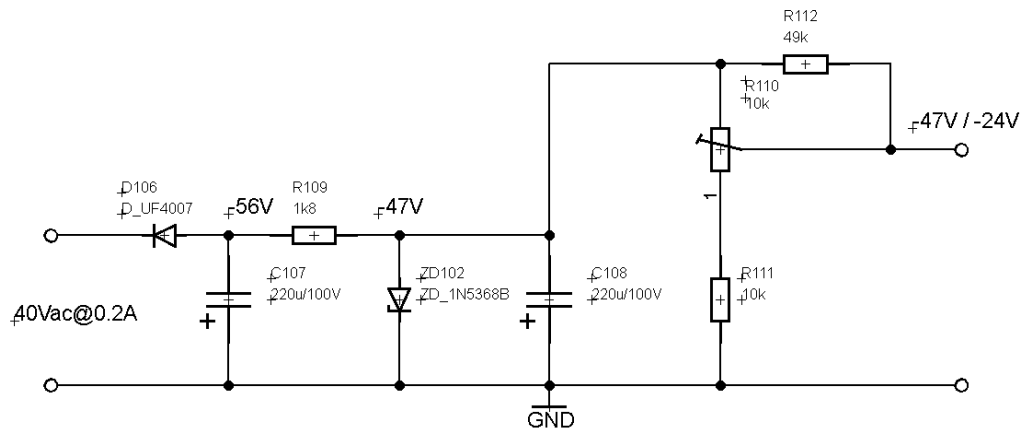 R112
49k
R110
10k
-47V / -24V
1
D106
D_UF4007
-56V
R109
1k8
-47V
C107
220u/100V
ZD102
ZD_1N5368B
C108
220u/100V
R111
10k
40Vac@0.2A
+
+
GND